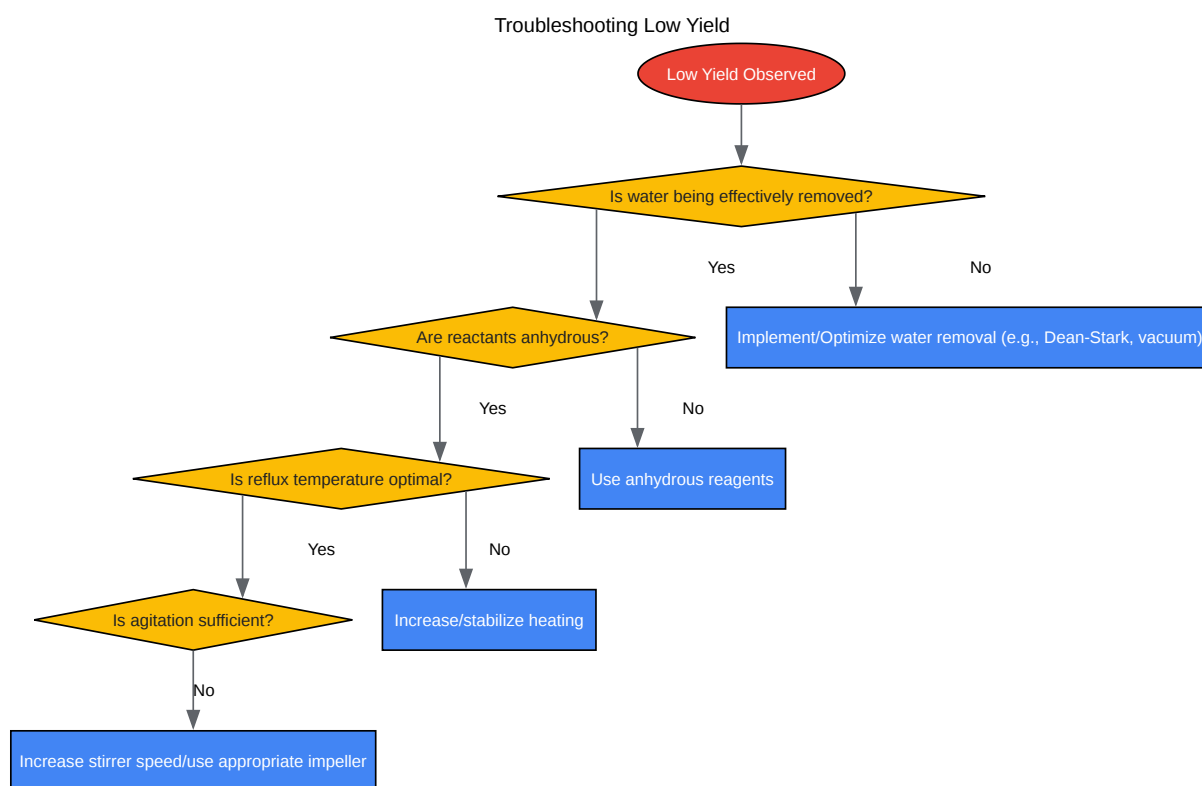 Troubleshooting Low Yield
Low Yield Observed
Is water being effectively removed?
Yes
No
Are reactants anhydrous?
Implement/Optimize water removal (e.g., Dean-Stark, vacuum)
Yes
No
Is reflux temperature optimal?
Use anhydrous reagents
Yes
No
Is agitation sufficient?
Increase/stabilize heating
No
Increase stirrer speed/use appropriate impeller